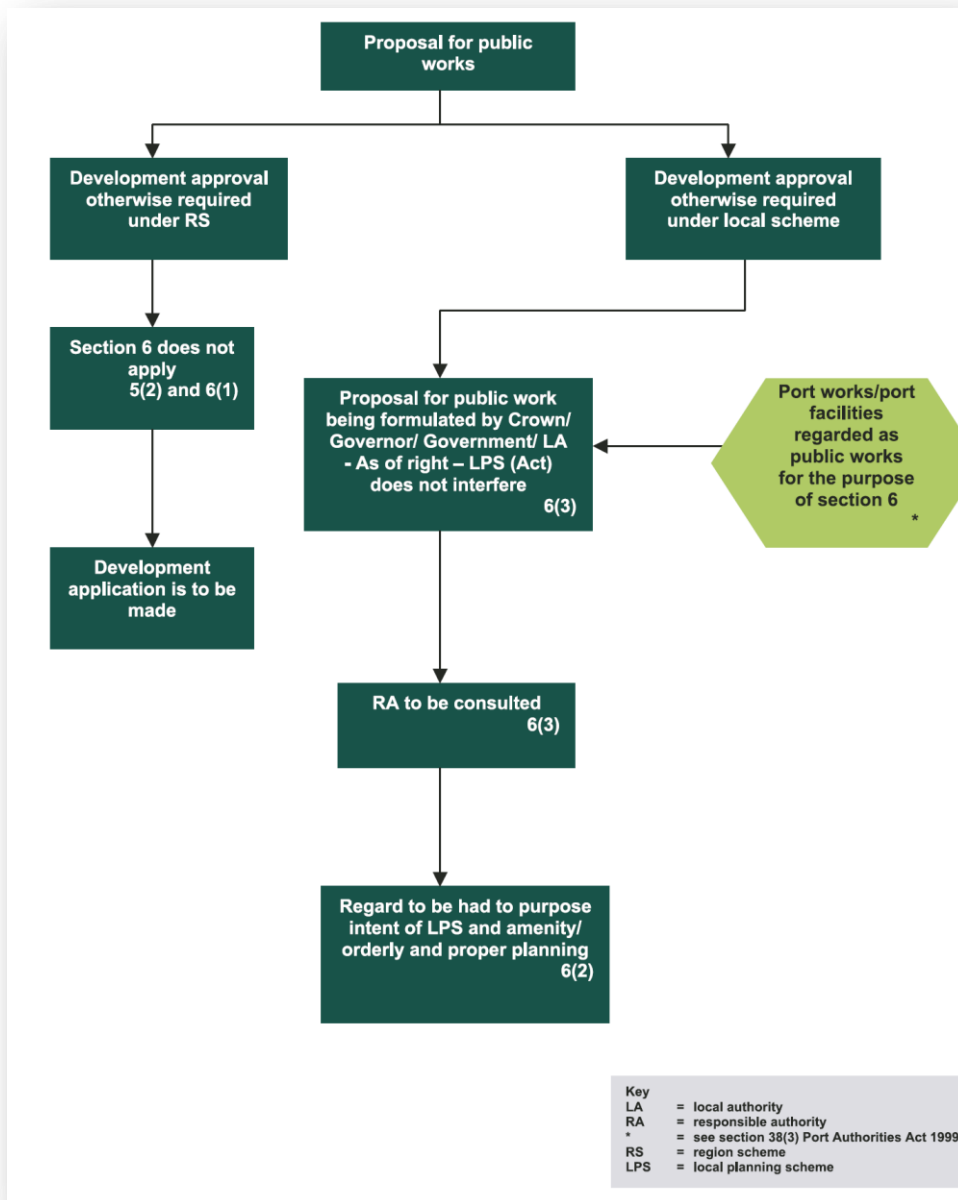 Proposal for public
works
Development approval
otherwise required
under RS
Development approval
otherwise required
under local scheme
Section 6 does not
apply
5(2) and 6(1)
Proposal for public work
being formulated by Crown/
Governor/ Government/ LA
- As of right – LPS (Act)
does not interfere
6(3)
Port works/port
facilities
regarded as
public works
for the purpose
of section 6
*
Development
application is to be
made
RA to be consulted
6(3)
Regard to be had to purpose
intent of LPS and amenity/
orderly and proper planning
6(2)
Key
LA = local authority
RA = responsible authority
* = see section 38(3) Port Authorities Act 1999
RS = region scheme
LPS = local planning scheme